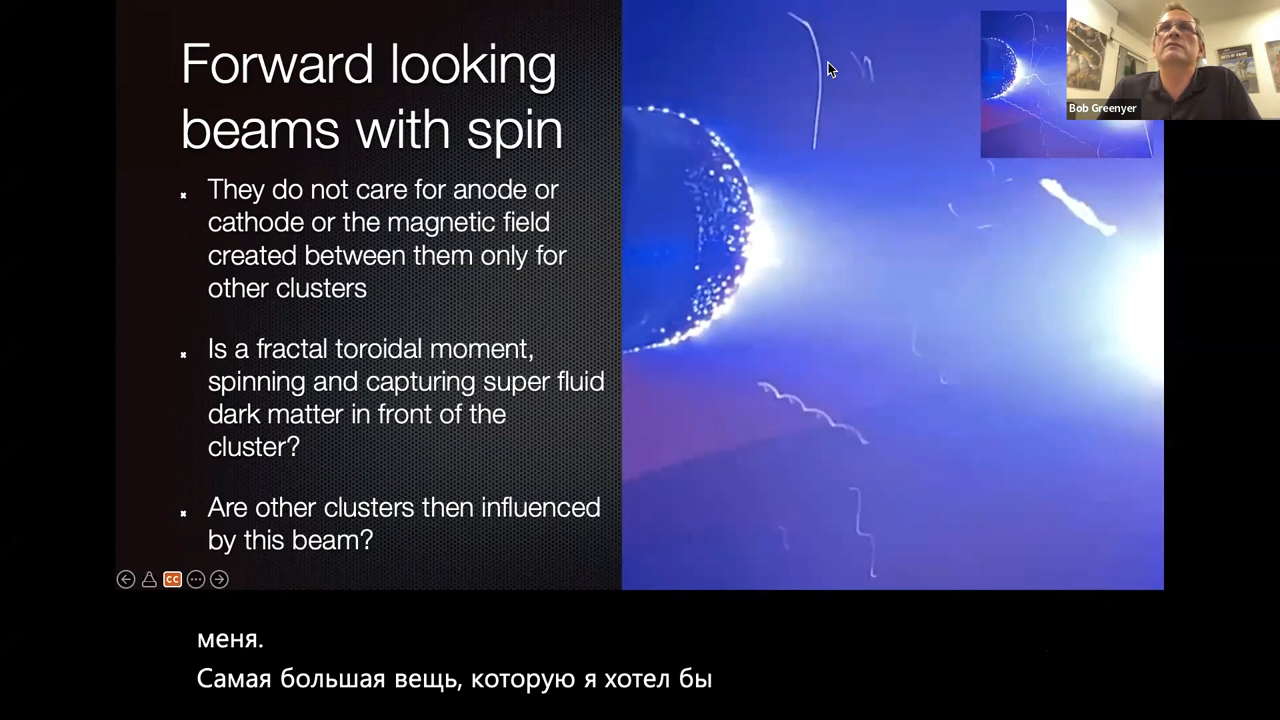 Forward looking
beams with spin
They do not care for anode or
cathode or the magnetic field
created between them only for
other clusters
Is a fractal toroidal moment,
spinning and capturing super fluid
dark matter in front of the
cluster?
Are other clusters then influenced
by this beam?
CC
Bob Greenyer
меня.
Самая большая вещь, которую я хотел бы